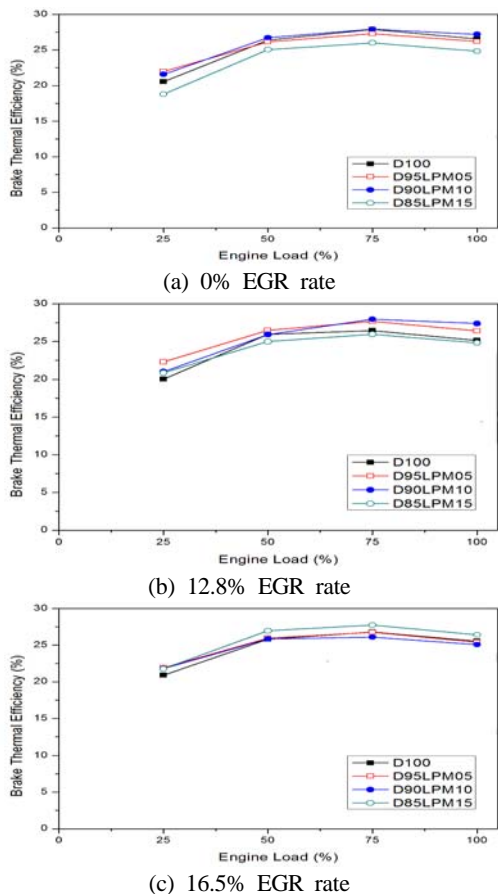 30
25
20
15
10
5
0
Brake Thermal Efficiency (%)
D100
D95LPM05
D90LPM10
D85LPM15
0 25 50 75 100
Engine Load (%)
(a) 0% EGR rate
30
25
20
15
10
5
0
Brake Thermal Efficiency (%)
D100
D95LPM05
D90LPM10
D85LPM15
0 25 50 75 100
Engine Load (%)
(b) 12.8% EGR rate
30
25
20
15
10
5
0
Brake Thermal Efficiency (%)
D100
D95LPM05
D90LPM10
D85LPM15
0 25 50 75 100
Engine Load (%)
(c) 16.5% EGR rate